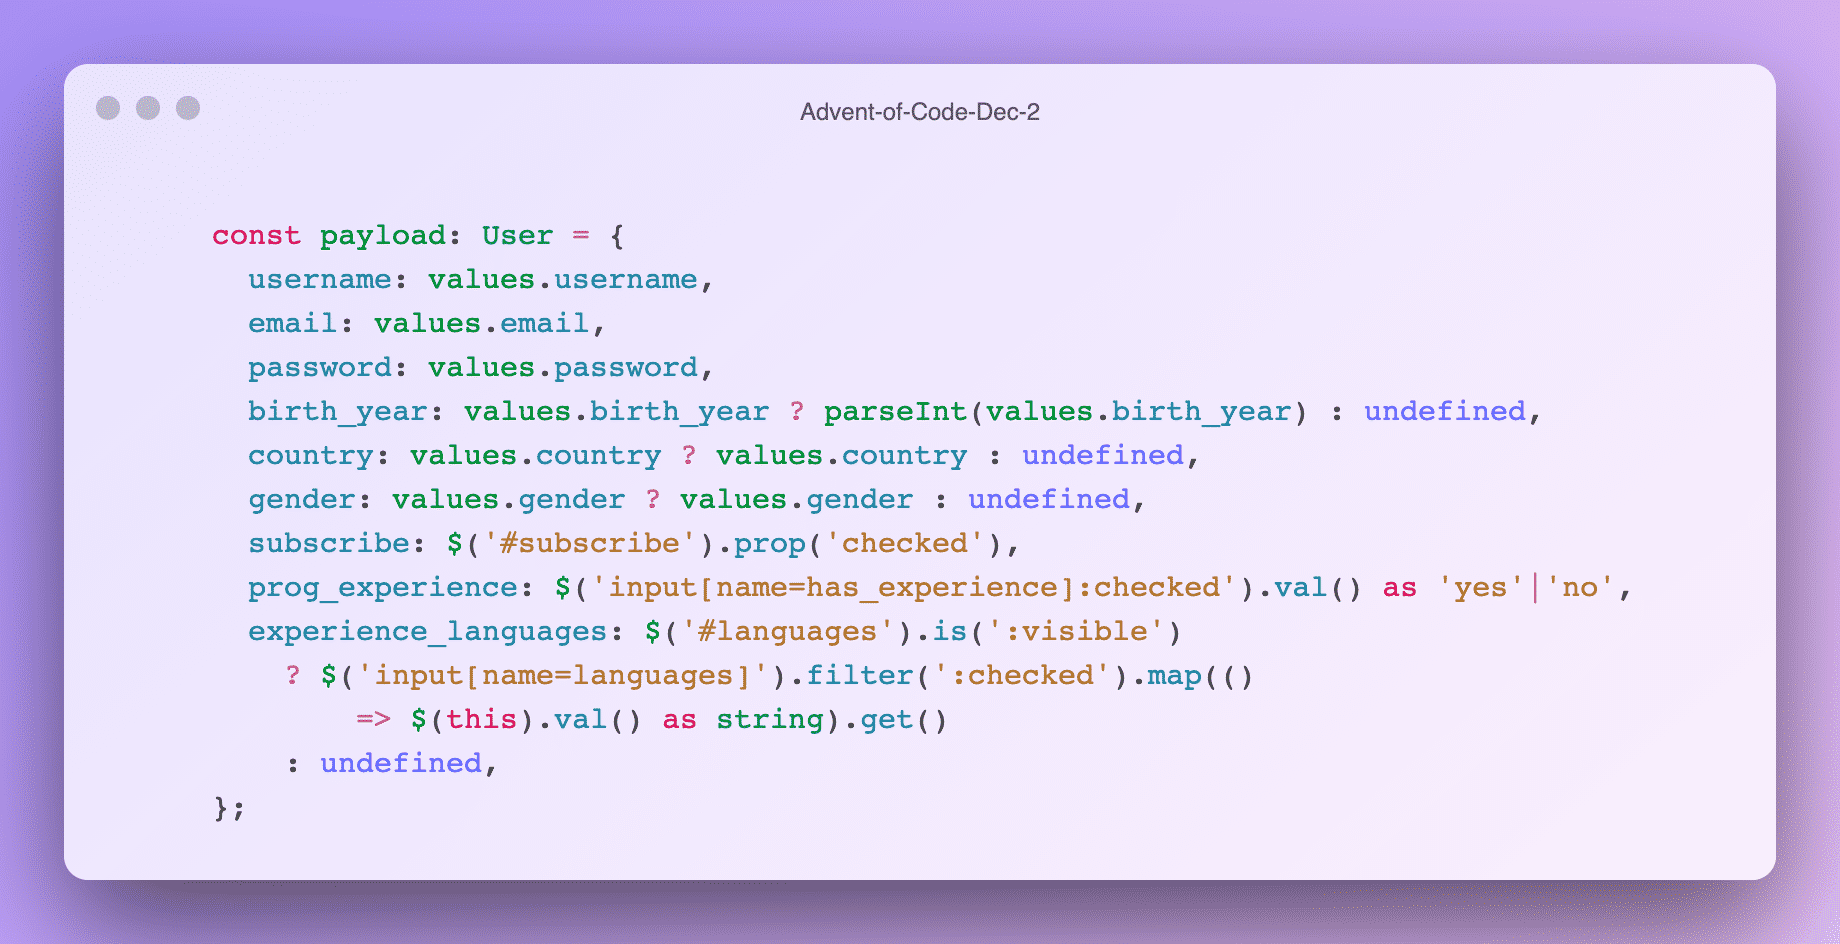 Advent-of-Code-Dec-2
const payload: User = {
  username: values.username,
  email: values.email,
  password: values.password,
  birth_year: values.birth_year ? parseInt(values.birth_year) : undefined,
  country: values.country ? values.country : undefined,
  gender: values.gender ? values.gender : undefined,
  subscribe: $('#subscribe').prop('checked'),
  prog_experience: $('input[name=has_experience]:checked').val() as 'yes'|'no',
  experience_languages: $('#languages').is(':visible')
    ? $('input[name=languages]').filter(':checked').map(()
        => $(this).val() as string).get()
    : undefined,
};